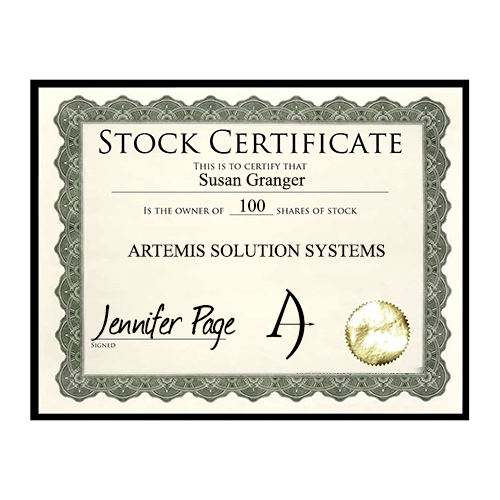 STOCK CERTIFICATE
THIS IS TO CERTIFY THAT
Susan Granger
IS THE OWNER OF 100 SHARES OF STOCK
ARTEMIS SOLUTION SYSTEMS
Jennifer Page
SIGNED